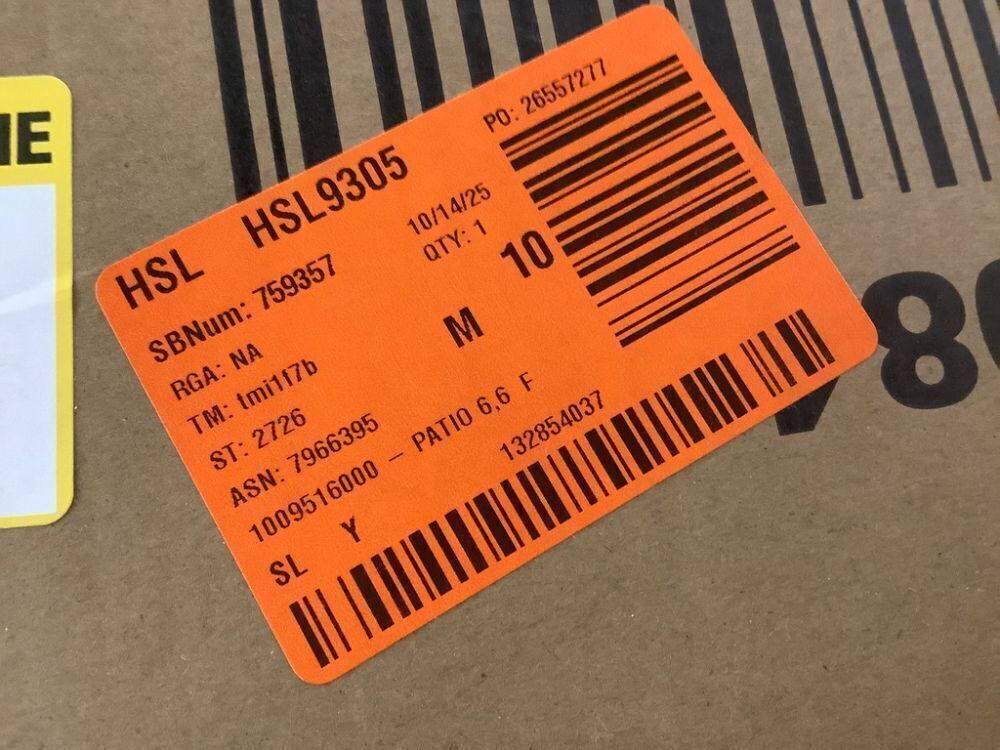 IE
HSL HSL9305
SBNum: 759357
RGA: NA
TM: tmi1f7b
ST: 2726
ASN: 7966395
1009516000 – PATIO 6,6 F
SL Y
10/14/25
QTY: 1
M
10
PO: 26557277
132854037